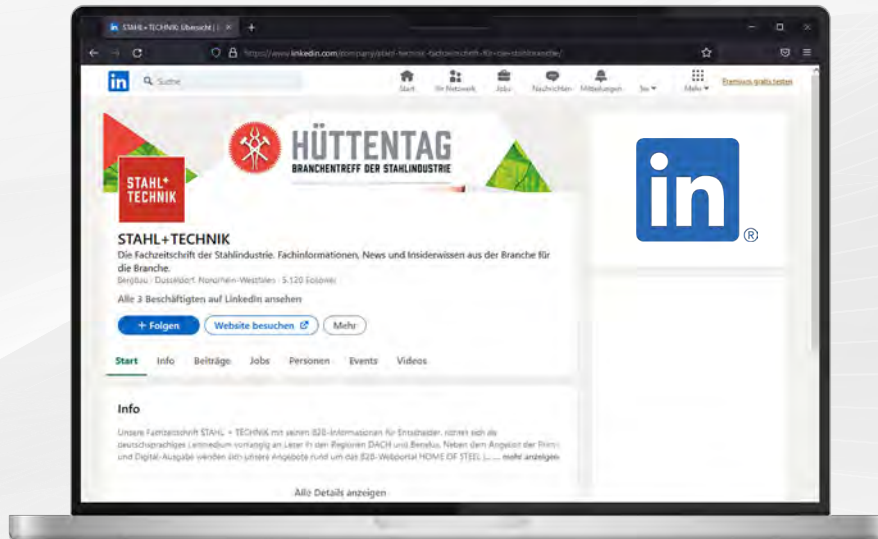 in STAHL+TECHNIK: Übersicht | L × +
https://www.linkedin.com/company/stahl-technik-fachzeitschrift-für-die-stahlbranche/
in Suche Start Ihr Netzwerk Jobs Nachrichten Mitteilungen Sie Mehr Premium gratis testen
HÜTTENTAG
BRANCHENTREFF DER STAHLINDUSTRIE
STAHL+
TECHNIK
in ®
STAHL+TECHNIK
Die Fachzeitschrift der Stahlindustrie. Fachinformationen, News und Insiderwissen aus der Branche für
die Branche.
Bergbau · Düsseldorf, Nordrhein-Westfalen · 5.120 Follower
Alle 3 Beschäftigten auf LinkedIn ansehen
+ Folgen Website besuchen Mehr
Start Info Beiträge Jobs Personen Events Videos
Info
Unsere Fachzeitschrift STAHL + TECHNIK mit seinen B2B-Informationen für Entscheider, richtet sich als
deutschsprachiges Leitmedium vorrangig an Leser in den Regionen DACH und Benelux. Neben dem Angebot der Print-
und Digital-Ausgabe werden sich unsere Angebote rund um das B2B-Webportal HOME OF STEEL (... ... mehr anzeigen
Alle Details anzeigen